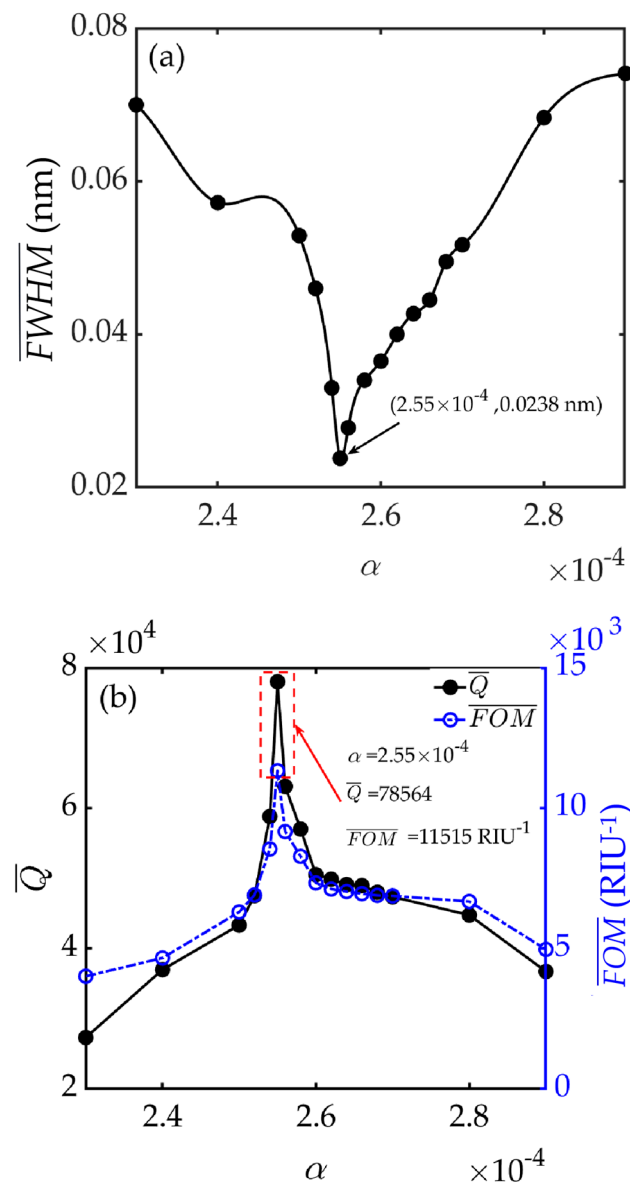 (a)
0.08
0.06
0.04
0.02
FWHM (nm)
(2.55×10⁻⁴ ,0.0238 nm)
2.4
2.6
2.8
α
×10⁻⁴
×10⁴
×10³
(b)
8
6
4
2
Q
15
10
5
0
FOM (RIU⁻¹)
Q
FOM
α =2.55×10⁻⁴
Q =78564
FOM =11515 RIU⁻¹
2.4
2.6
2.8
α
×10⁻⁴